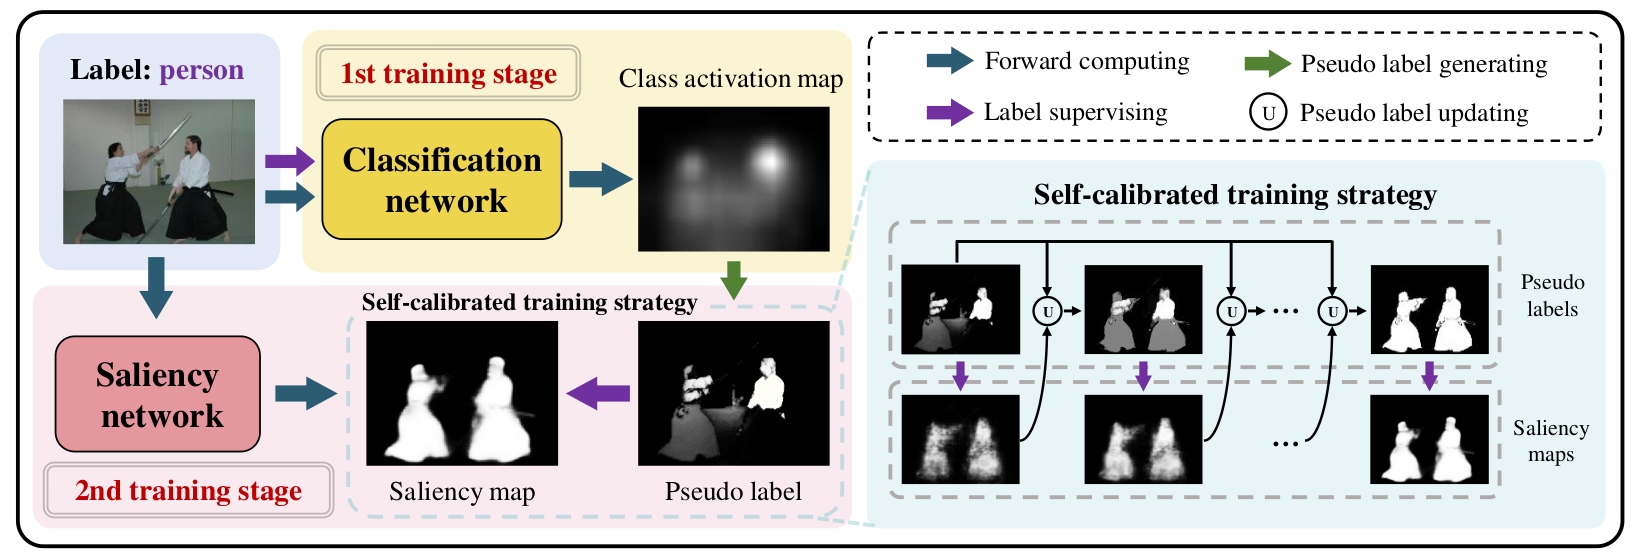 Label: person
1st training stage
Class activation map
Classification
network
Forward computing
Pseudo label generating
Label supervising
U
Pseudo label updating
Self-calibrated training strategy
Saliency map
Pseudo label
Saliency
network
2nd training stage
Self-calibrated training strategy
U
U
...
U
Pseudo
labels
...
Saliency
maps